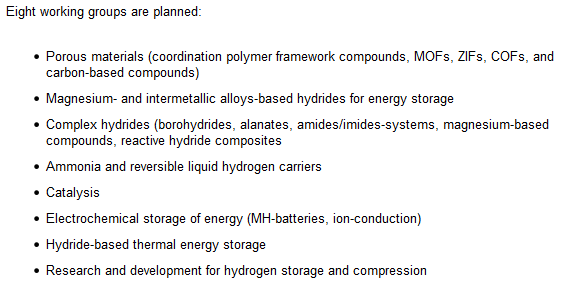 Eight working groups are planned:
• Porous materials (coordination polymer framework compounds, MOFs, ZIFs, COFs, and
carbon-based compounds)
• Magnesium- and intermetallic alloys-based hydrides for energy storage
• Complex hydrides (borohydrides, alanates, amides/imides-systems, magnesium-based
compounds, reactive hydride composites
• Ammonia and reversible liquid hydrogen carriers
• Catalysis
• Electrochemical storage of energy (MH-batteries, ion-conduction)
• Hydride-based thermal energy storage
• Research and development for hydrogen storage and compression